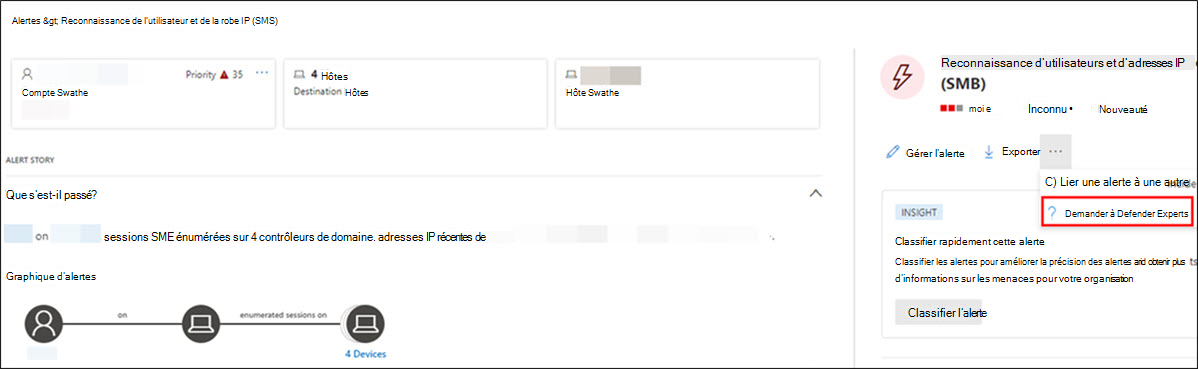 Alertes &gt; Reconnaissance de l'utilisateur et de la robe IP (SMS)
Priority 35 ...
Compte Swathe
4 Hôtes
Destination Hôtes
Hôte Swathe
ALERT STORY
Que s'est-il passé?
on sessions SME énumérées sur 4 contrôleurs de domaine. adresses IP récentes de
Graphique d'alertes
on
enumerated sessions on
4 Devices
Reconnaissance d'utilisateurs et d'adresses IP
(SMB)
moi e Inconnu • Nouveauté
Gérer l'alerte Exporter ...
C) Lier une alerte à une autre
? Demander à Defender Experts
INSIGHT
Classifier rapidement cette alerte
Classifier les alertes pour améliorer la précision des alertes and obtenir plus
d'informations sur les menaces pour votre organisation
Classifier l'alerte